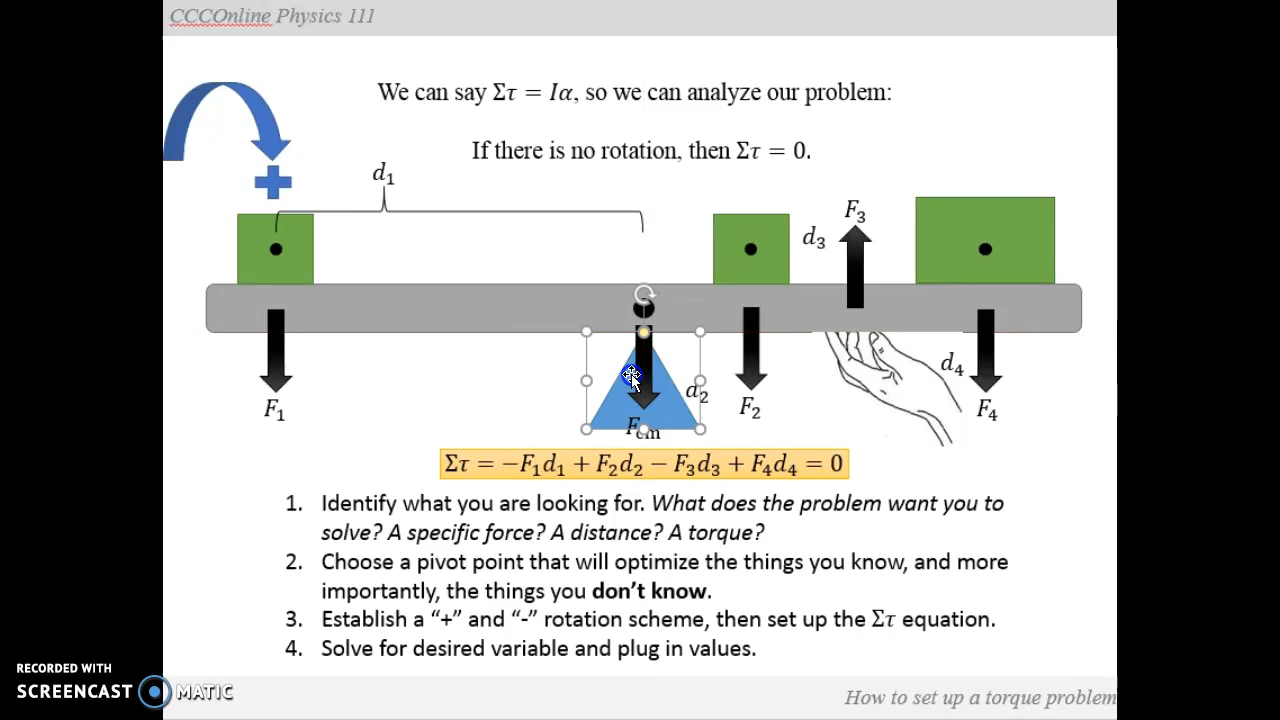 CCCOnline Physics 111
We can say Στ = Iα, so we can analyze our problem:
If there is no rotation, then Στ = 0.
d₁
F₃
d₃
d₄
d₂
F₁
F₂
F₄
Fcm
Στ = −F₁d₁ + F₂d₂ − F₃d₃ + F₄d₄ = 0
1. Identify what you are looking for. What does the problem want you to
solve? A specific force? A distance? A torque?
2. Choose a pivot point that will optimize the things you know, and more
importantly, the things you don't know.
3. Establish a “+” and “-” rotation scheme, then set up the Στ equation.
4. Solve for desired variable and plug in values.
RECORDED WITH
SCREENCAST MATIC
How to set up a torque problem